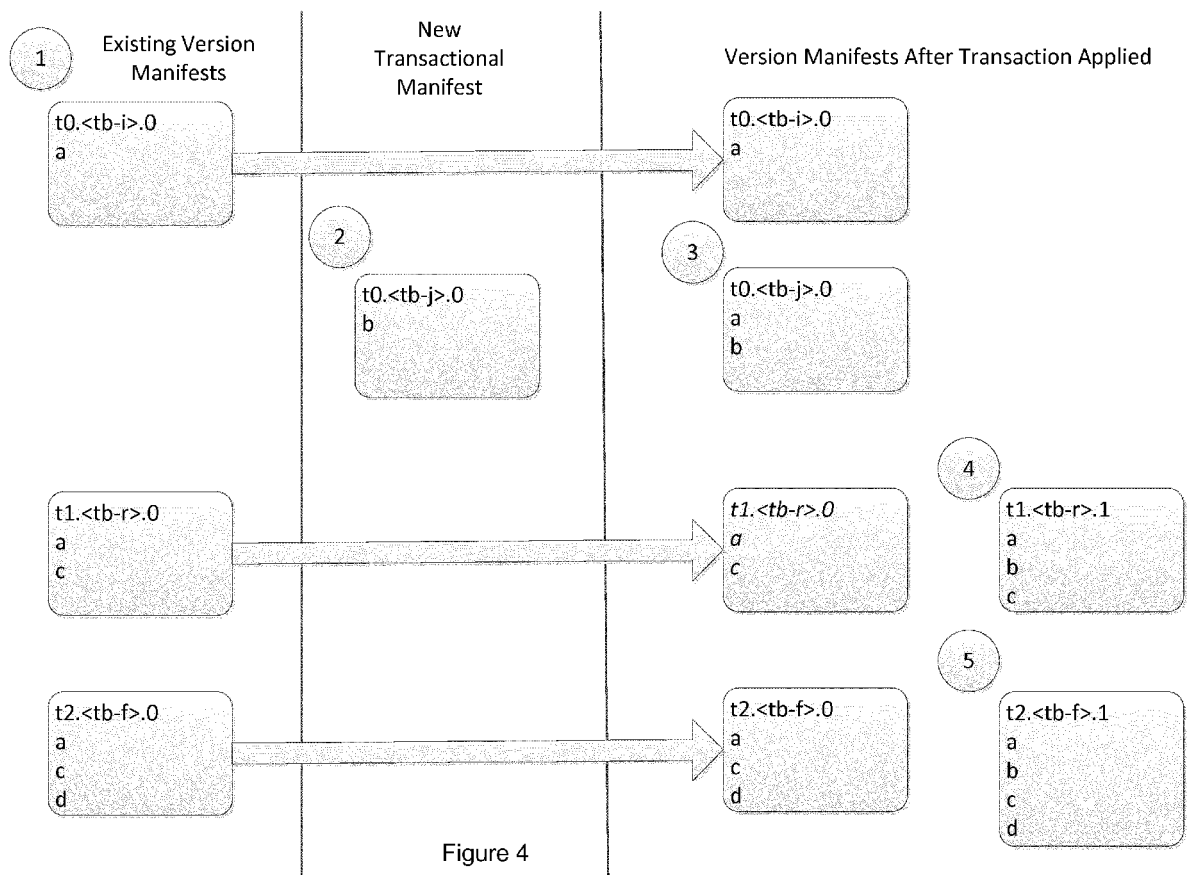 1
Existing Version
Manifests
New
Transactional
Manifest
Version Manifests After Transaction Applied
t0.<tb-i>.0
a
t0.<tb-i>.0
a
2
t0.<tb-j>.0
b
3
t0.<tb-j>.0
a
b
t1.<tb-r>.0
a
c
t1.<tb-r>.0
a
c
4
t1.<tb-r>.1
a
b
c
t2.<tb-f>.0
a
c
d
t2.<tb-f>.0
a
c
d
5
t2.<tb-f>.1
a
b
c
d
Figure 4